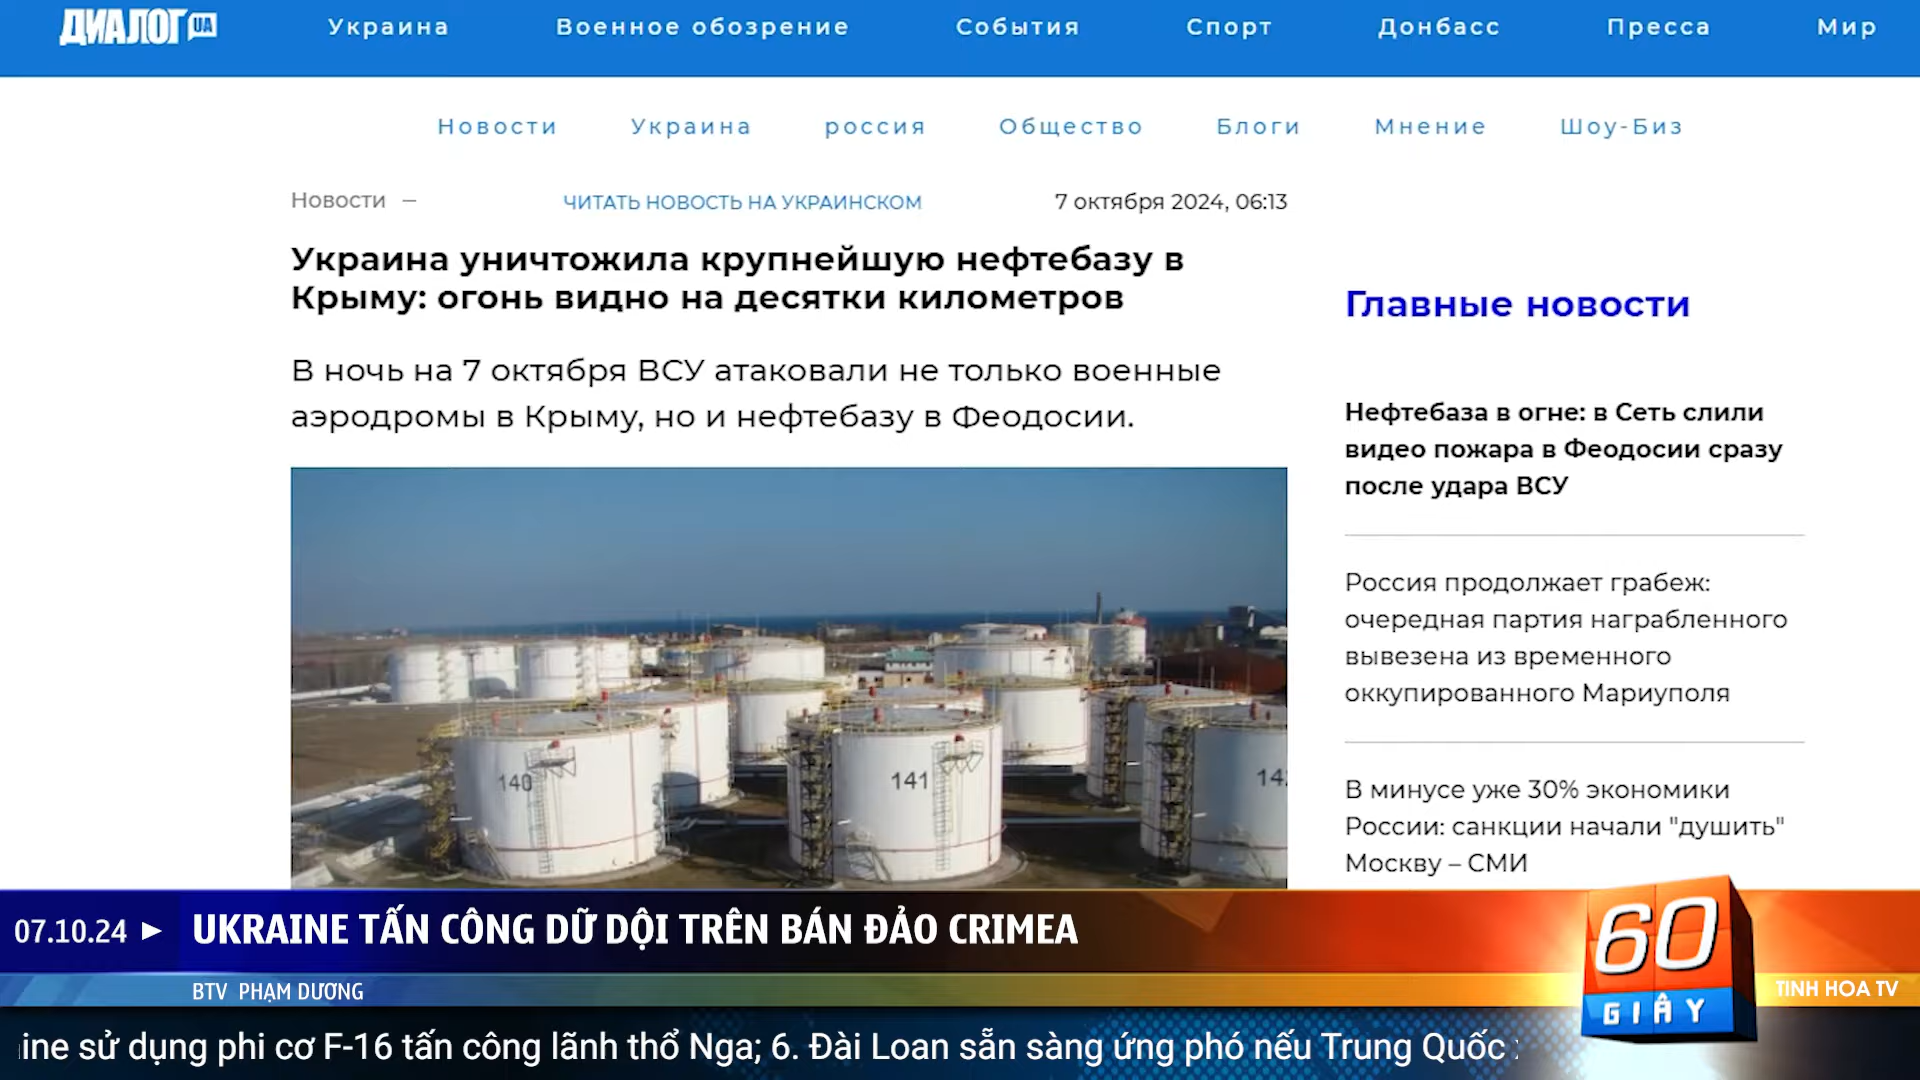 ДИАЛОГ UA
Украина Военное обозрение События Спорт Донбасс Пресса Мир
Новости Украина россия Общество Блоги Мнение Шоу-Биз
Новости — ЧИТАТЬ НОВОСТЬ НА УКРАИНСКОМ 7 октября 2024, 06:13
Украина уничтожила крупнейшую нефтебазу в
Крыму: огонь видно на десятки километров
В ночь на 7 октября ВСУ атаковали не только военные
аэродромы в Крыму, но и нефтебазу в Феодосии.
140 141
Главные новости
Нефтебаза в огне: в Сеть слили
видео пожара в Феодосии сразу
после удара ВСУ
Россия продолжает грабеж:
очередная партия награбленного
вывезена из временного
оккупированного Мариуполя
В минусе уже 30% экономики
России: санкции начали "душить"
Москву – СМИ
07.10.24 ► UKRAINE TẤN CÔNG DỮ DỘI TRÊN BÁN ĐẢO CRIMEA
BTV PHẠM DƯƠNG
60
GIÂY
TINH HOA TV
ine sử dụng phi cơ F-16 tấn công lãnh thổ Nga; 6. Đài Loan sẵn sàng ứng phó nếu Trung Quốc